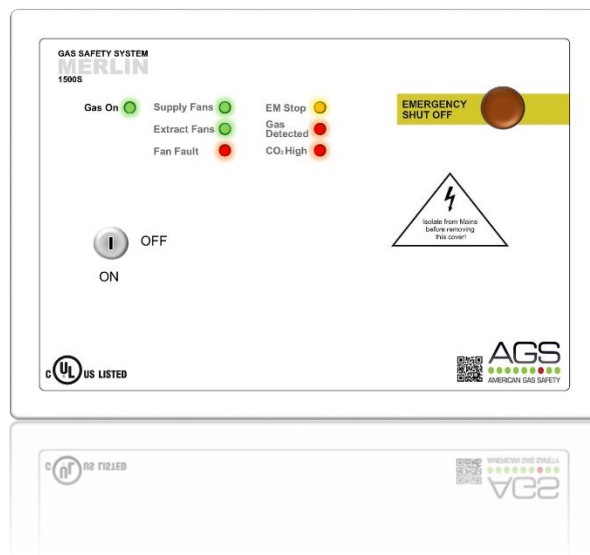 GAS SAFETY SYSTEM
MERLIN
1500S
Gas On
Supply Fans
EM Stop
Extract Fans
Gas
Detected
Fan Fault
CO₂ High
EMERGENCY
SHUT OFF
Isolate from Mains
before removing
this cover!
OFF
ON
C UL US LISTED
AGS
AMERICAN GAS SAFETY